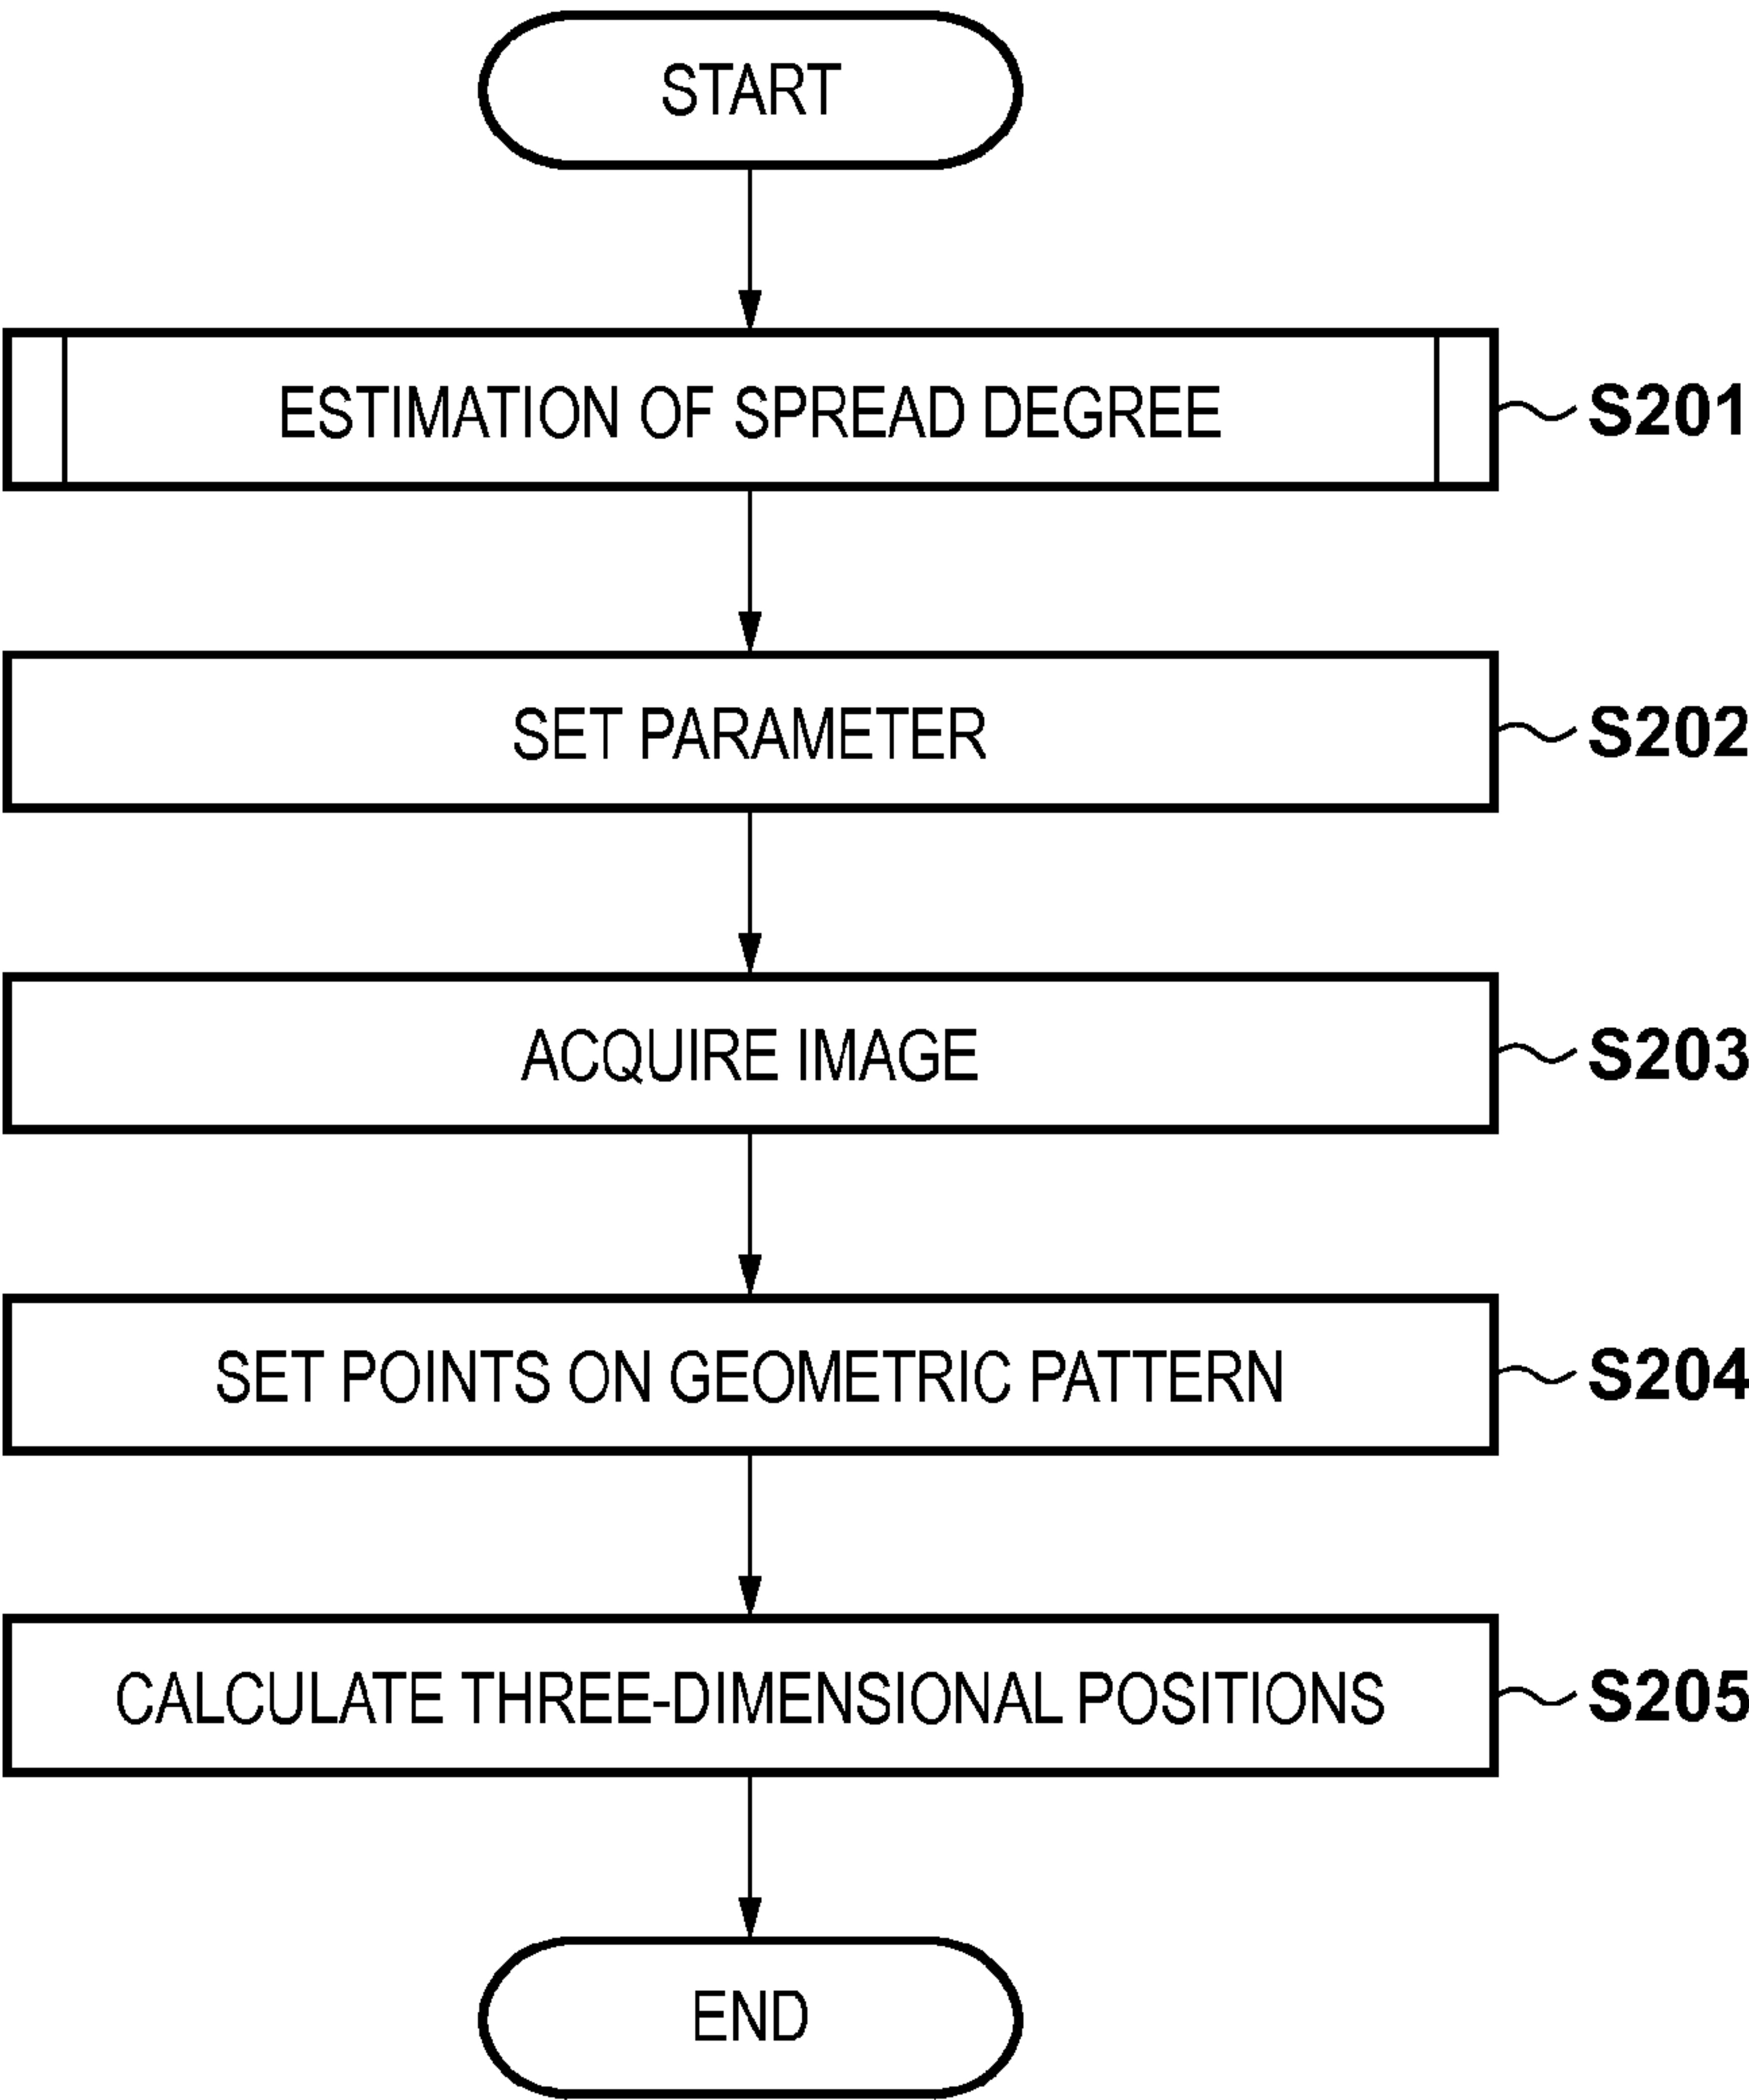 START
ESTIMATION OF SPREAD DEGREE
S201
SET PARAMETER
S202
ACQUIRE IMAGE
S203
SET POINTS ON GEOMETRIC PATTERN
S204
CALCULATE THREE-DIMENSIONAL POSITIONS
S205
END